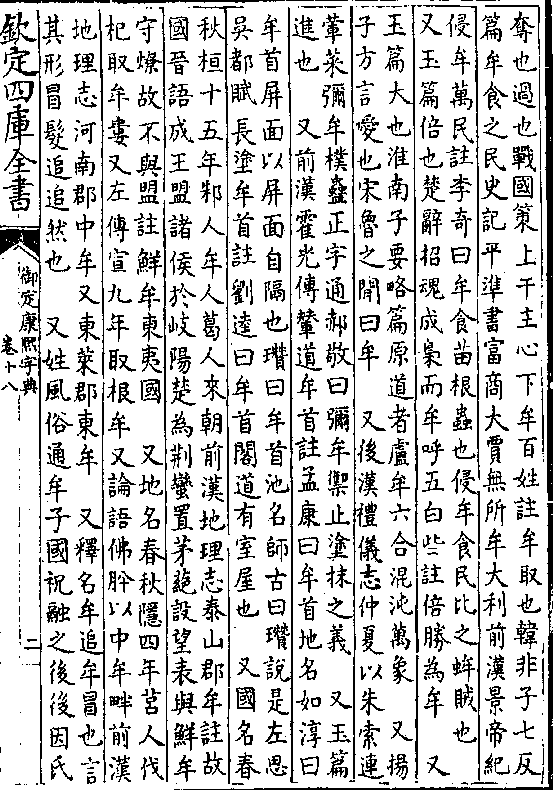 奪也過也戰國策上干主心下牟百姓註牟取也韓非子七反
篇牟食之民史記平準書富商大賈無所牟大利前漢景帝紀
侵牟萬民註李奇曰牟食苗根蟲也侵牟食民比之蛑賊也　又
又玉篇倍也楚辭招魂成梟而牟呼五白些註倍勝為牟　又
玉篇大也淮南子要略篇原道者盧牟六合混沌萬象　又揚
子方言愛也宋魯之閒曰牟　又後漢禮儀志仲夏以朱索連
葷菜彌牟樸蠱正字通郝敬曰彌牟禦止塗抹之義　又玉篇
進也　又前漢霍光傳輦道牟首註孟康曰牟首地名如淳曰
牟首屏面以屏面自隔也瓚曰牟首池名師古曰瓚說是左思
吳都賦長塗牟首註劉逵曰牟首閣道有室屋也　又國名春
秋桓十五年邾人牟人葛人來朝前漢地理志泰山郡牟註故
國晉語成王盟諸侯於岐陽楚為荆蠻置茅蕝設望表與鮮牟
守燎故不與盟註鮮牟東夷國　又地名春秋隱四年莒人伐
杞取牟婁又左傳宣九年取根牟又論語佛肸以中牟畔前漢
地理志河南郡中牟又東萊郡東牟　又釋名牟追牟冒也言
其形冒髮追追然也　又姓風俗通牟子國祝融之後後因氏
欽定四庫全書
御定康熙字典
卷十八
二